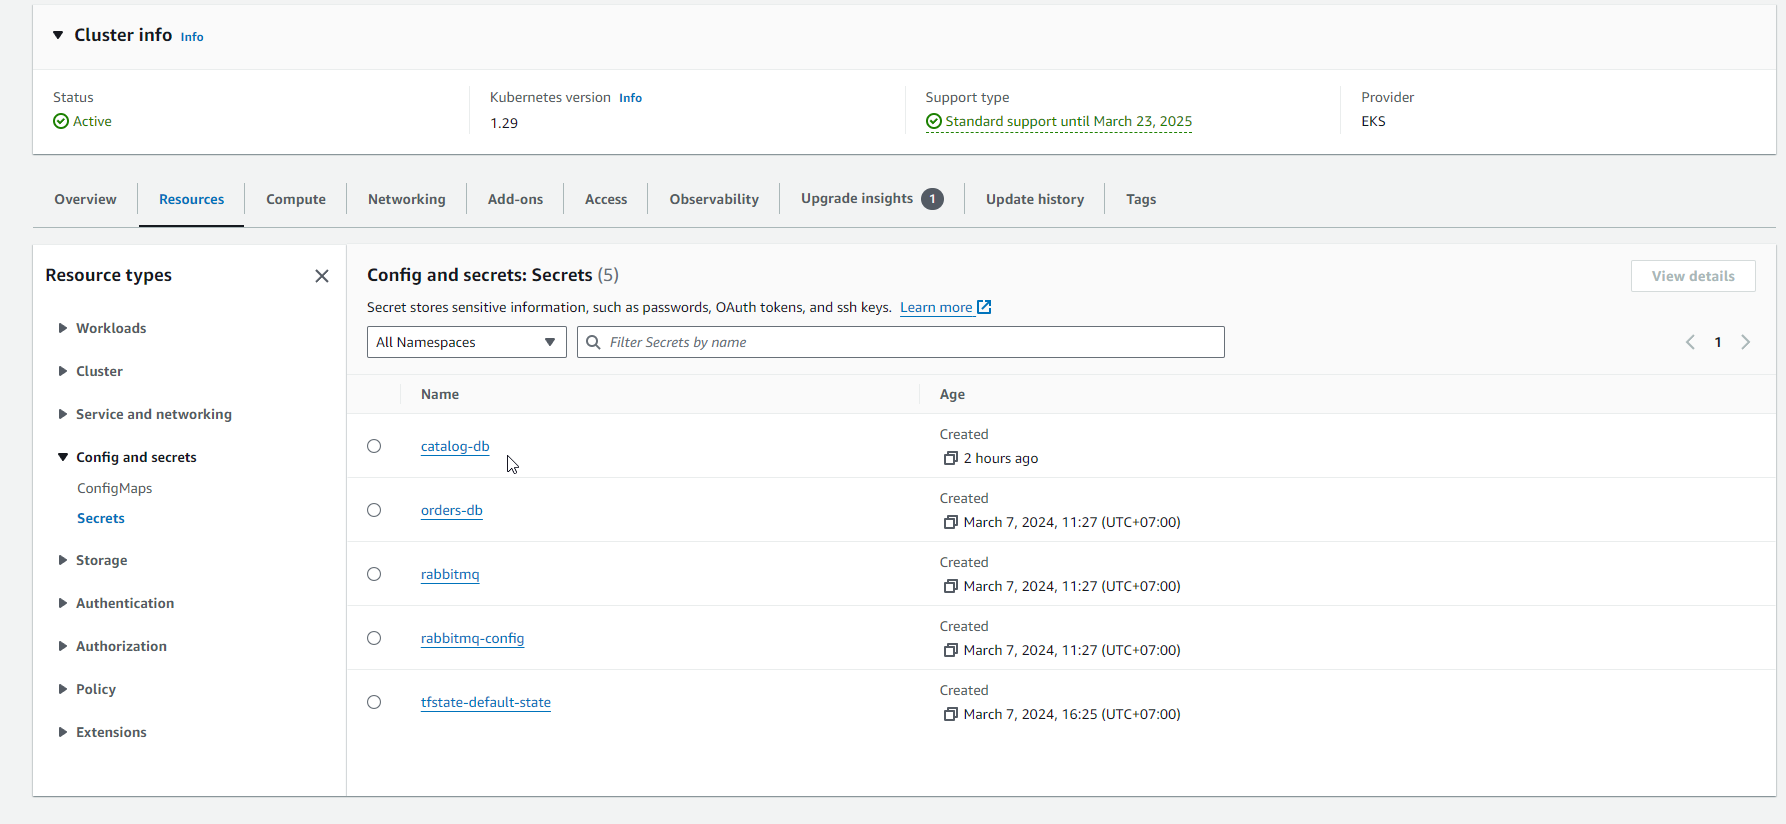 Cluster info Info
Status
Active
Kubernetes version Info
1.29
Support type
Standard support until March 23, 2025
Provider
EKS
Overview Resources Compute Networking Add-ons Access Observability Upgrade insights 1 Update history Tags
Resource types
Workloads
Cluster
Service and networking
Config and secrets
ConfigMaps
Secrets
Storage
Authentication
Authorization
Policy
Extensions
Config and secrets: Secrets (5)
View details
Secret stores sensitive information, such as passwords, OAuth tokens, and ssh keys. Learn more
All Namespaces
Filter Secrets by name
1
Name Age
catalog-db
Created
2 hours ago
orders-db
Created
March 7, 2024, 11:27 (UTC+07:00)
rabbitmq
Created
March 7, 2024, 11:27 (UTC+07:00)
rabbitmq-config
Created
March 7, 2024, 11:27 (UTC+07:00)
tfstate-default-state
Created
March 7, 2024, 16:25 (UTC+07:00)